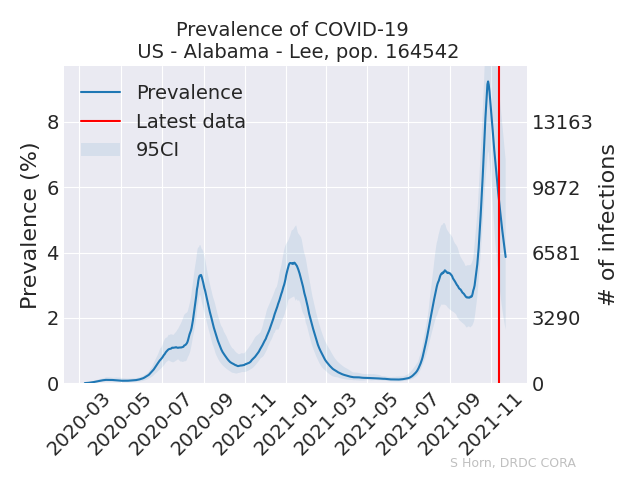 Prevalence of COVID-19
US - Alabama - Lee, pop. 164542
Prevalence
Latest data
95CI
Prevalence (%)
8
6
4
2
0
13163
9872
6581
3290
0
# of infections
2020-03
2020-05
2020-07
2020-09
2020-11
2021-01
2021-03
2021-05
2021-07
2021-09
2021-11
S Horn, DRDC CORA